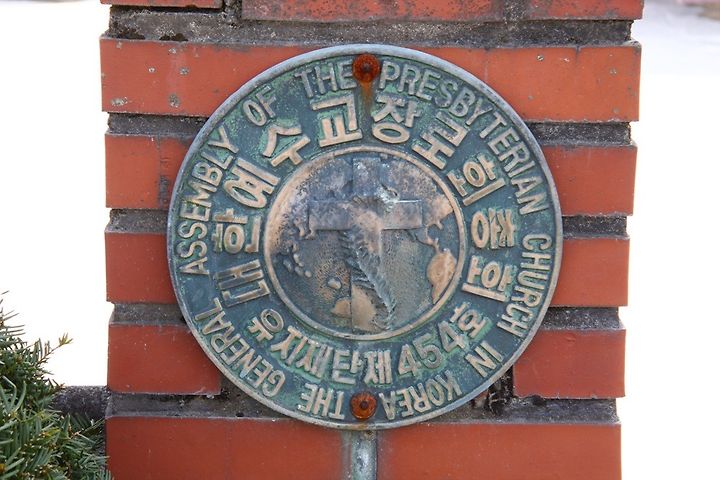 THE GENERAL ASSEMBLY OF THE PRESBYTERIAN CHURCH IN KOREA
대한예수교장로회총회
유지재단제454호